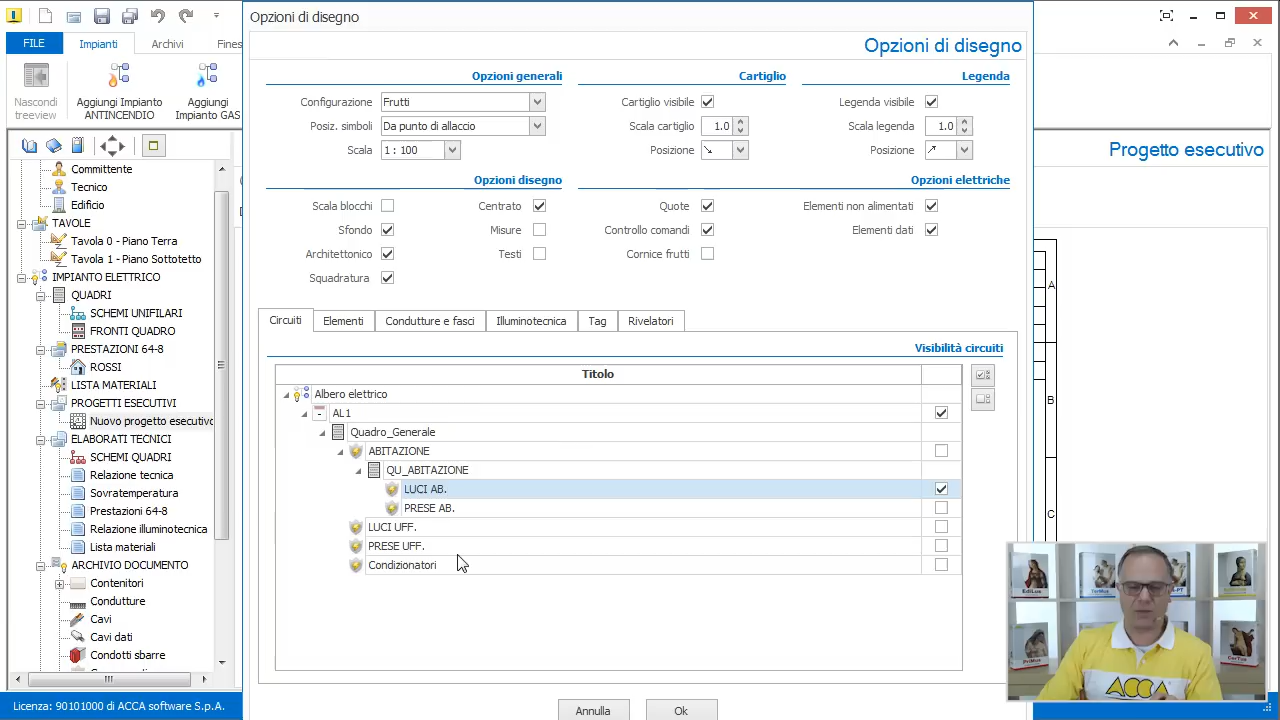 Opzioni di disegno
FILE
Impianti
Archivi
Fines
Nascondi treeview
Aggiungi Impianto ANTINCENDIO
Aggiungi Impianto GAS
Committente
Tecnico
Edificio
TAVOLE
Tavola 0 - Piano Terra
Tavola 1 - Piano Sottotetto
IMPIANTO ELETTRICO
QUADRI
SCHEMI UNIFILARI
FRONTI QUADRO
PRESTAZIONI 64-8
ROSSI
LISTA MATERIALI
PROGETTI ESECUTIVI
Nuovo progetto esecutivo
ELABORATI TECNICI
SCHEMI QUADRI
Relazione tecnica
Sovratemperatura
Prestazioni 64-8
Relazione illuminotecnica
Lista materiali
ARCHIVIO DOCUMENTO
Contenitori
Condutture
Cavi
Cavi dati
Condotti sbarre
Opzioni di disegno
Opzioni generali
Configurazione Frutti
Posiz. simboli Da punto di allaccio
Scala 1 : 100
Cartiglio
Cartiglio visibile
Scala cartiglio 1.0
Posizione
Legenda
Legenda visibile
Scala legenda 1.0
Posizione
Opzioni disegno
Scala blocchi
Centrato
Sfondo
Misure
Architettonico
Testi
Squadratura
Opzioni elettriche
Quote
Elementi non alimentati
Controllo comandi
Elementi dati
Cornice frutti
Circuiti
Elementi
Condutture e fasci
Illuminotecnica
Tag
Rivelatori
Visibilità circuiti
Titolo
Albero elettrico
AL1
Quadro_Generale
ABITAZIONE
QU_ABITAZIONE
LUCI AB.
PRESE AB.
LUCI UFF.
PRESE UFF.
Condizionatori
Annulla
Ok
Progetto esecutivo
A
B
C
EdiLus
TerMus
PriMus
CerTus
ACCA
Licenza: 90101000 di ACCA software S.p.A.